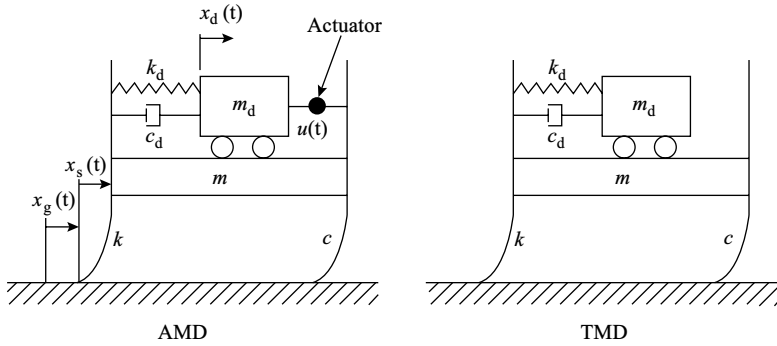 x_d (t)
Actuator
k_d
m_d
c_d
u(t)
x_s (t)
m
x_g (t)
k
c
AMD
k_d
m_d
c_d
m
k
c
TMD